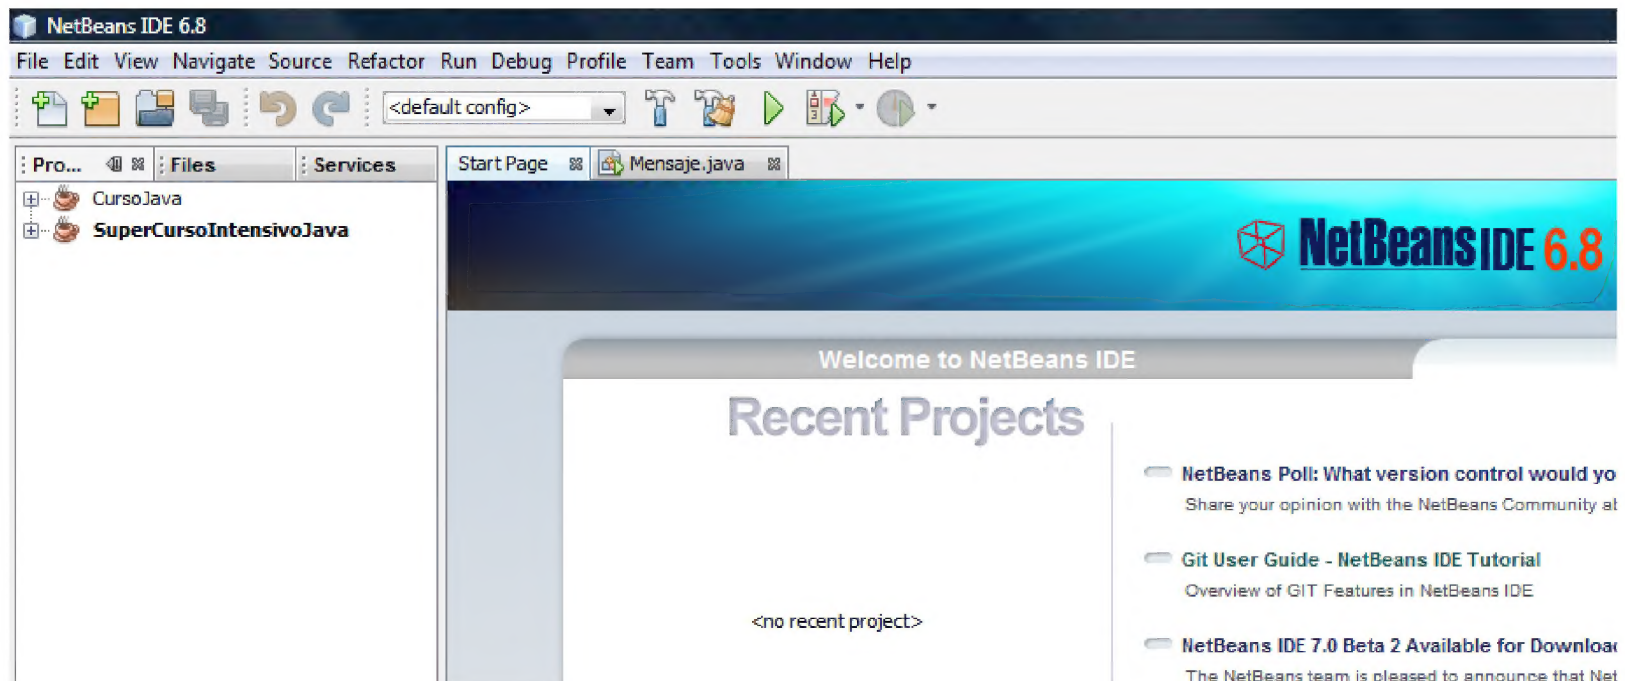 NetBeans IDE 6.8
File Edit View Navigate Source Refactor Run Debug Profile Team Tools Window Help
<default config>
Pro... Files Services
Start Page Mensaje.java
CursoJava
SuperCursoIntensivoJava
NetBeans IDE 6.8
Welcome to NetBeans IDE
Recent Projects
<no recent project>
NetBeans Poll: What version control would yo
Share your opinion with the NetBeans Community
Git User Guide - NetBeans IDE Tutorial
Overview of GIT Features in NetBeans IDE
NetBeans IDE 7.0 Beta 2 Available for Downloa
The NetBeans team is pleased to announce that Net